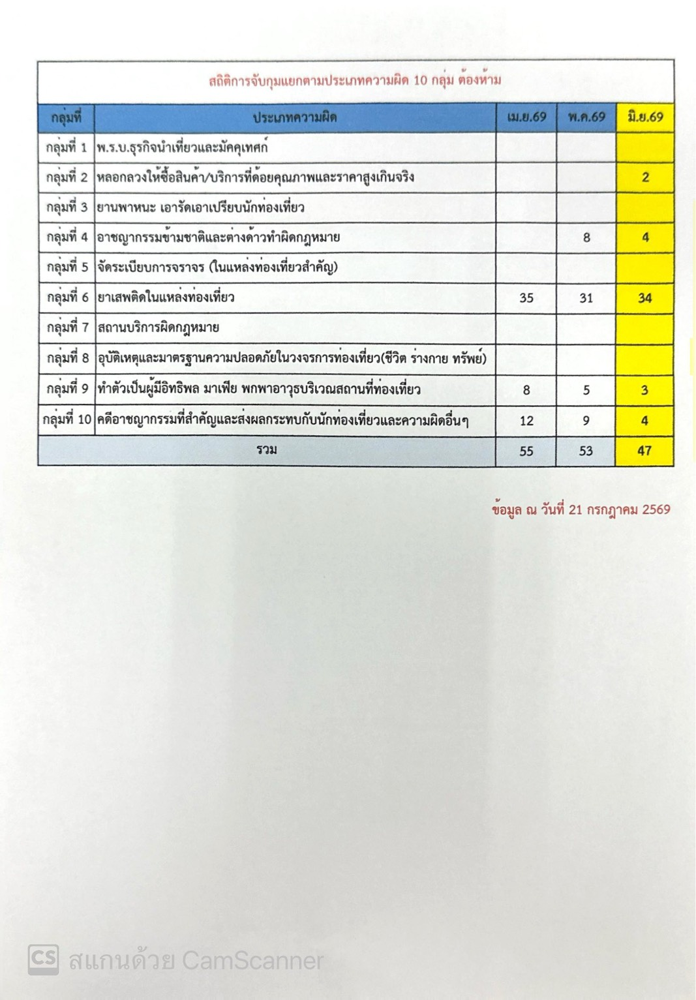 สถิติการจับกุมแยกตามประเภทความผิด 10 กลุ่ม ต้องห้าม
กลุ่มที่ ประเภทความผิด เม.ย.69 พ.ค.69 มิ.ย.69
กลุ่มที่ 1 พ.ร.บ.ธุรกิจนำเที่ยวและมัคคุเทศก์
กลุ่มที่ 2 หลอกลวงให้ซื้อสินค้า/บริการที่ด้อยคุณภาพและราคาสูงเกินจริง 2
กลุ่มที่ 3 ยานพาหนะ เอารัดเอาเปรียบนักท่องเที่ยว
กลุ่มที่ 4 อาชญากรรมข้ามชาติและต่างด้าวทำผิดกฎหมาย 8 4
กลุ่มที่ 5 จัดระเบียบการจราจร (ในแหล่งท่องเที่ยวสำคัญ)
กลุ่มที่ 6 ยาเสพติดในแหล่งท่องเที่ยว 35 31 34
กลุ่มที่ 7 สถานบริการผิดกฎหมาย
กลุ่มที่ 8 อุบัติเหตุและมาตรฐานความปลอดภัยในวงจรการท่องเที่ยว(ชีวิต ร่างกาย ทรัพย์)
กลุ่มที่ 9 ทำตัวเป็นผู้มีอิทธิพล มาเฟีย พกพาอาวุธบริเวณสถานที่ท่องเที่ยว 8 5 3
กลุ่มที่ 10 คดีอาชญากรรมที่สำคัญและส่งผลกระทบกับนักท่องเที่ยวและความผิดอื่นๆ 12 9 4
รวม 55 53 47
ข้อมูล ณ วันที่ 21 กรกฎาคม 2569
CS สแกนด้วย CamScanner